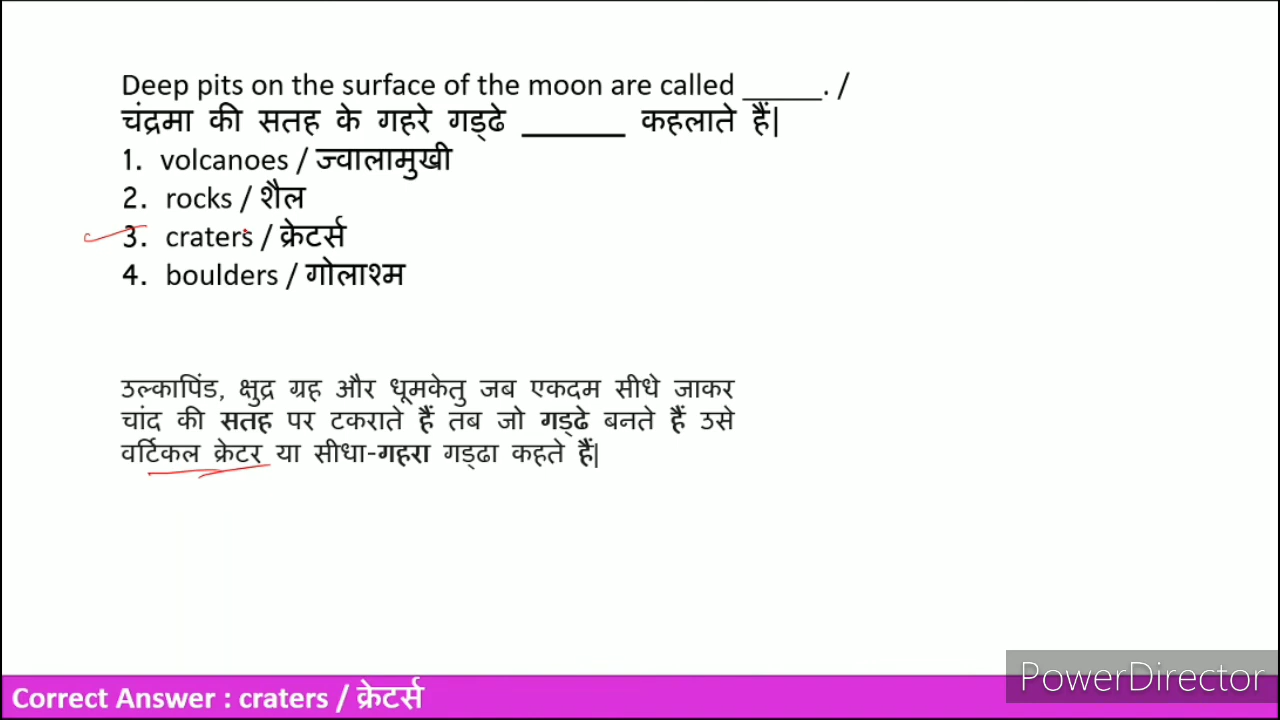 Deep pits on the surface of the moon are called _____. /
चंद्रमा की सतह के गहरे गड्ढे ______ कहलाते हैं|
1. volcanoes / ज्वालामुखी
2. rocks / शैल
3. craters / क्रेटर्स
4. boulders / गोलाश्म
उल्कापिंड, क्षुद्र ग्रह और धूमकेतु जब एकदम सीधे जाकर
चांद की सतह पर टकराते हैं तब जो गड्ढे बनते हैं उसे
वर्टिकल क्रेटर या सीधा-गहरा गड्ढा कहते हैं|
PowerDirector
Correct Answer : craters / क्रेटर्स